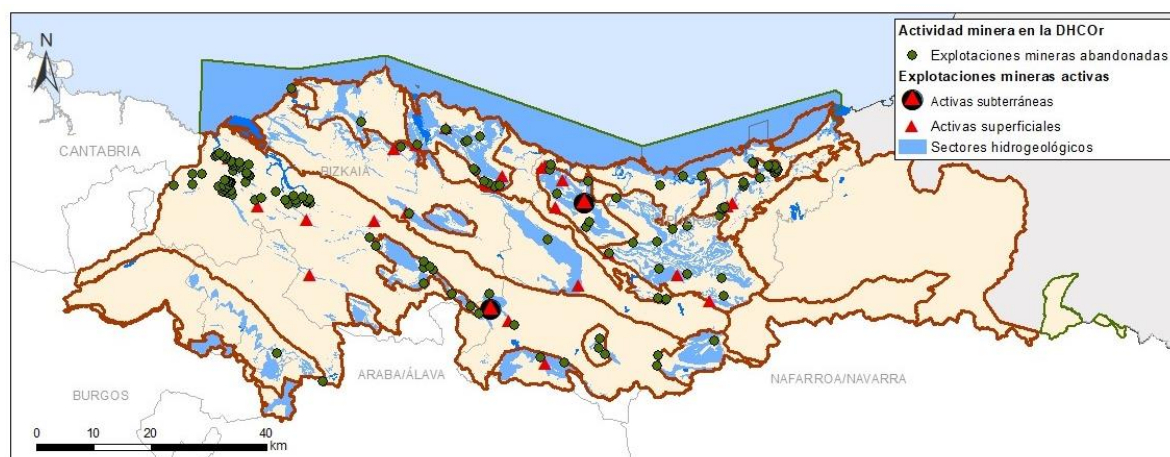 N
Actividad minera en la DHCOr
Explotaciones mineras abandonadas
Explotaciones mineras activas
Activas subterráneas
Activas superficiales
Sectores hidrogeológicos
CANTABRIA
BIZKAIA
ARABA/ÁLAVA
NAFARROA/NAVARRA
BURGOS
0 10 20 40
km